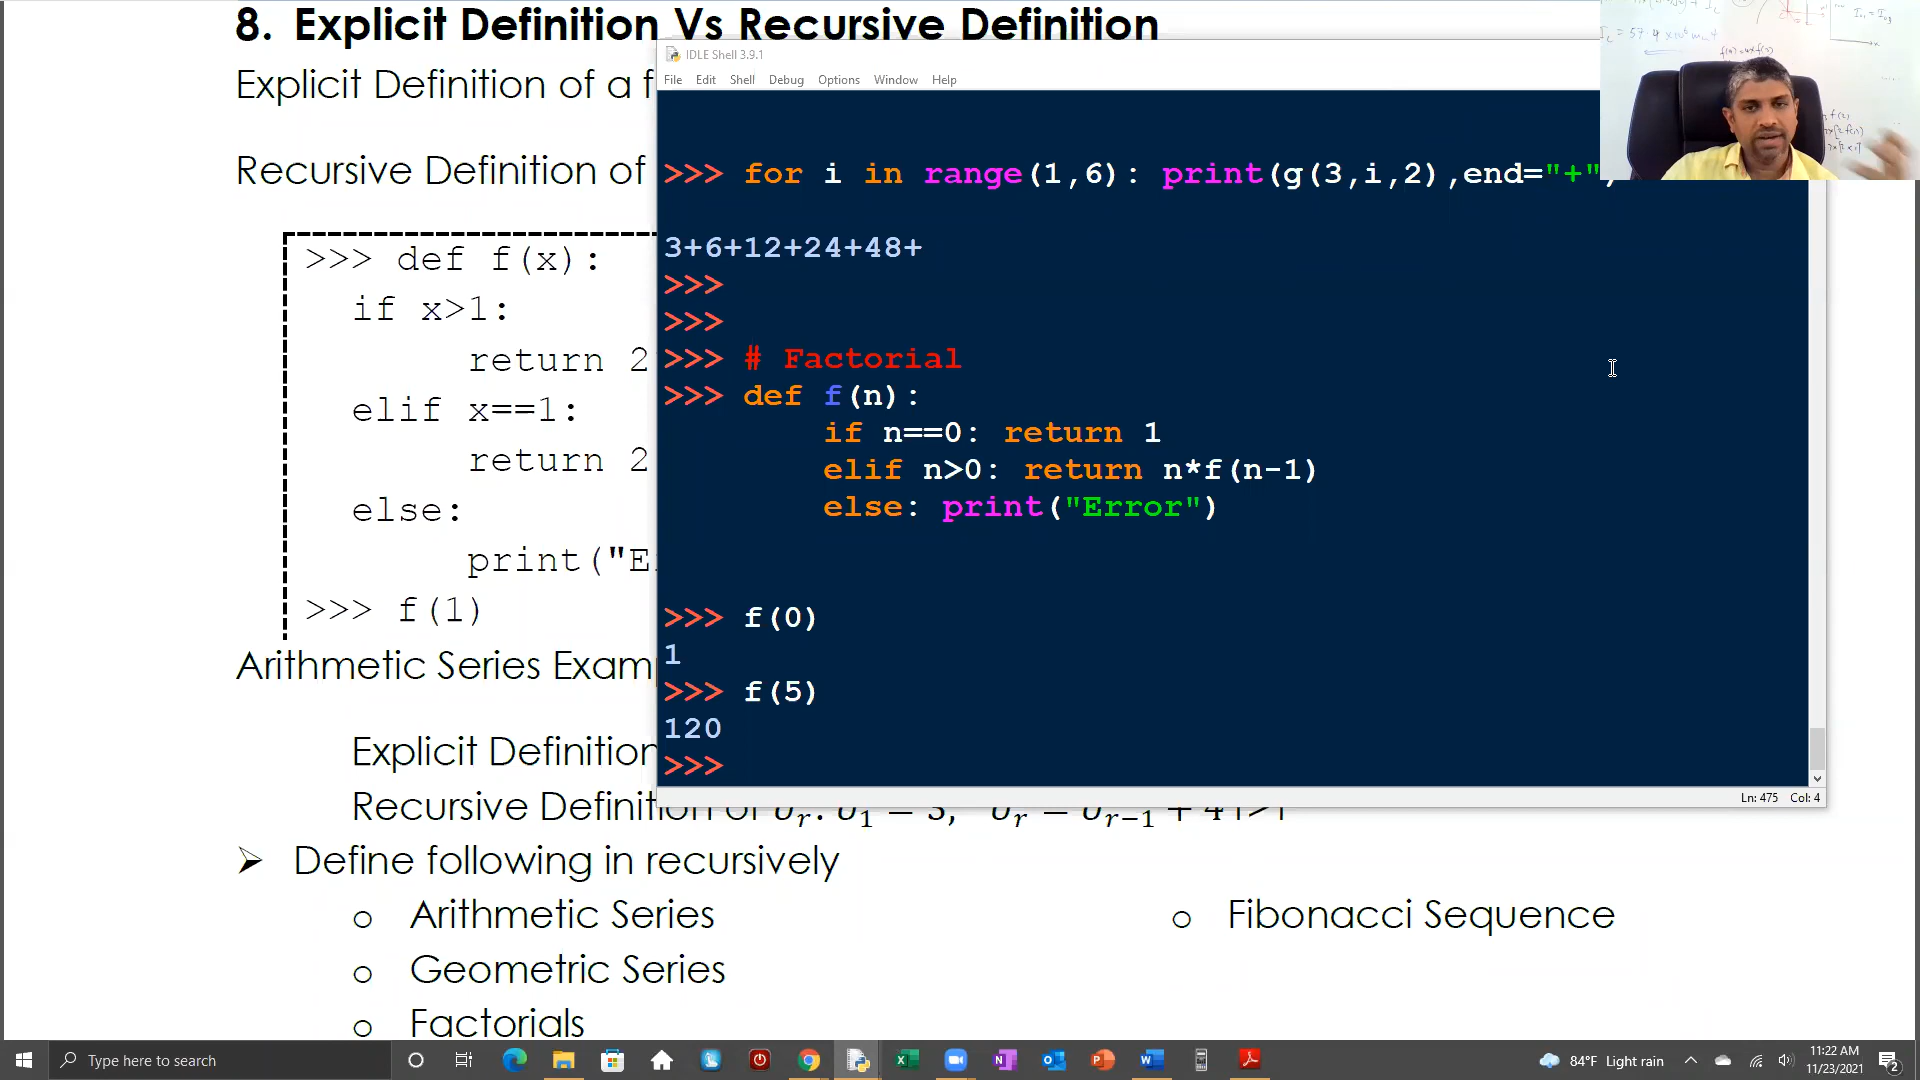 8. Explicit Definition Vs Recursive Definition
Explicit Definition of a f
Recursive Definition of
>>> def f(x):
if x>1:
return 2
elif x==1:
return 2
else:
print("E
>>> f(1)
Arithmetic Series Exam
Explicit Definition
Recursive Definition
Define following in recursively
o Arithmetic Series
o Geometric Series
o Factorials
o Fibonacci Sequence
IDLE Shell 3.9.1
File Edit Shell Debug Options Window Help
>>> for i in range(1,6): print(g(3,i,2),end="+"
3+6+12+24+48+
>>>
>>>
>>> # Factorial
>>> def f(n):
if n==0: return 1
elif n>0: return n*f(n-1)
else: print("Error")
>>> f(0)
1
>>> f(5)
120
>>>
Ln: 475 Col: 4
Type here to search
84°F Light rain
11:22 AM
11/23/2021
2